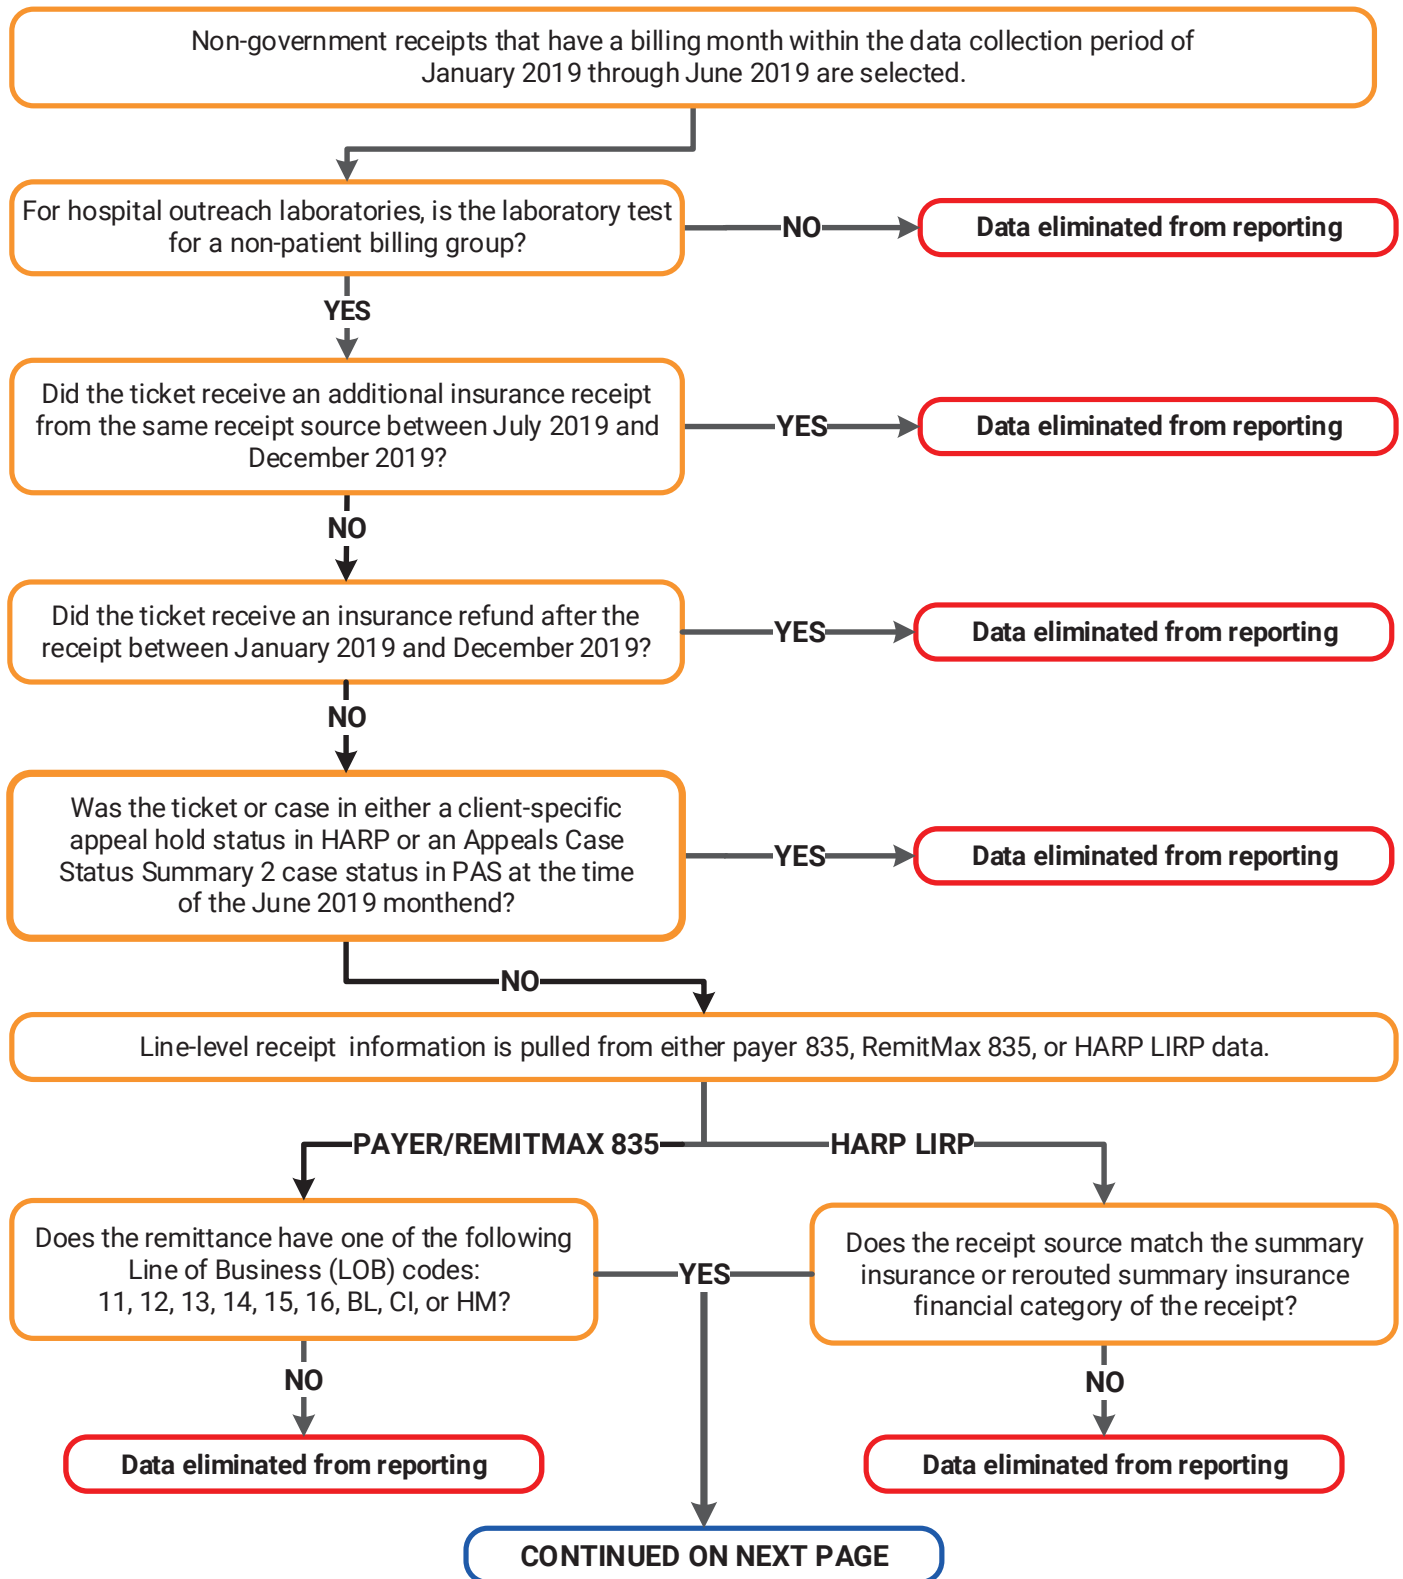 Non-government receipts that have a billing month within the data collection period of
January 2019 through June 2019 are selected.
For hospital outreach laboratories, is the laboratory test
for a non-patient billing group?
NO
Data eliminated from reporting
YES
Did the ticket receive an additional insurance receipt
from the same receipt source between July 2019 and
December 2019?
YES
Data eliminated from reporting
NO
Did the ticket receive an insurance refund after the
receipt between January 2019 and December 2019?
YES
Data eliminated from reporting
NO
Was the ticket or case in either a client-specific
appeal hold status in HARP or an Appeals Case
Status Summary 2 case status in PAS at the time
of the June 2019 monthend?
YES
Data eliminated from reporting
NO
Line-level receipt information is pulled from either payer 835, RemitMax 835, or HARP LIRP data.
PAYER/REMITMAX 835
HARP LIRP
Does the remittance have one of the following
Line of Business (LOB) codes:
11, 12, 13, 14, 15, 16, BL, CI, or HM?
YES
Does the receipt source match the summary
insurance or rerouted summary insurance
financial category of the receipt?
NO
NO
Data eliminated from reporting
Data eliminated from reporting
CONTINUED ON NEXT PAGE